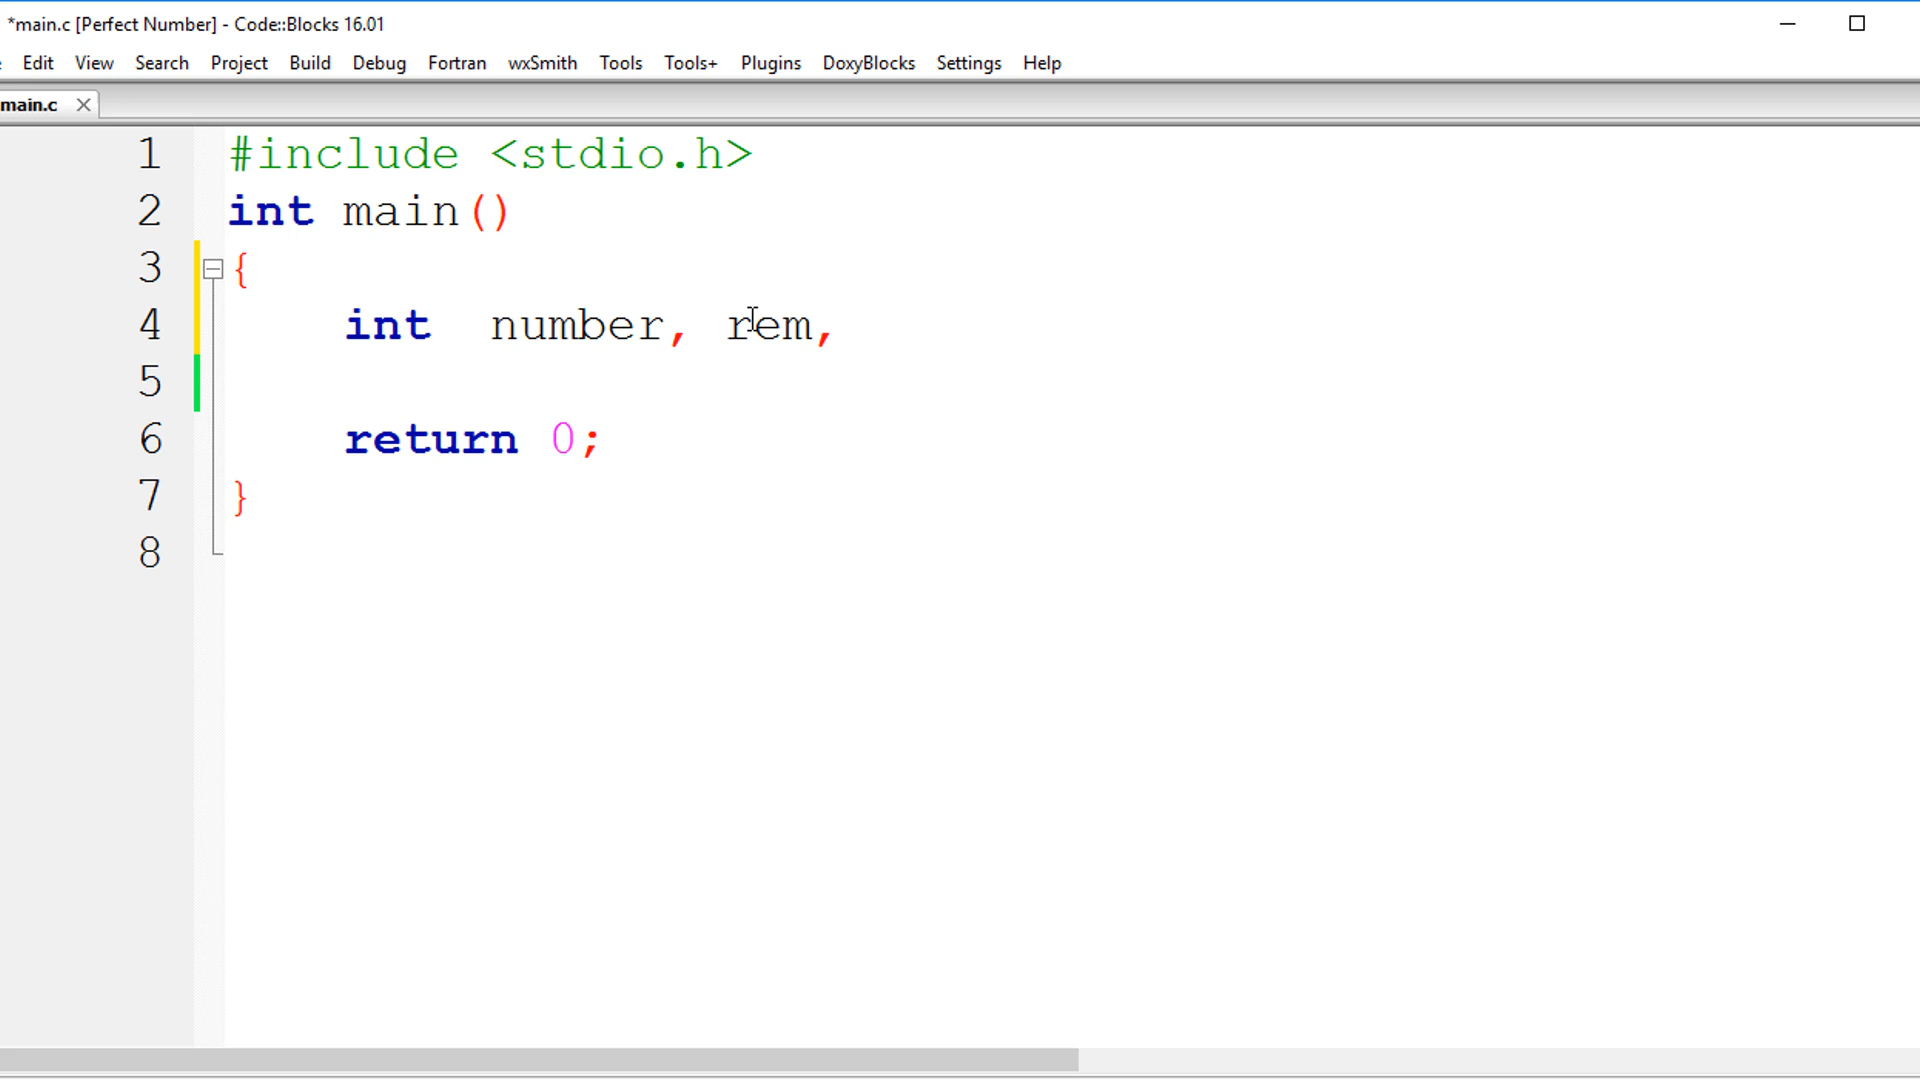 *main.c [Perfect Number] - Code::Blocks 16.01
Edit View Search Project Build Debug Fortran wxSmith Tools Tools+ Plugins DoxyBlocks Settings Help
main.c
1 #include <stdio.h>
2 int main()
3 {
4 int  number, rem,
5
6 return 0;
7 }
8